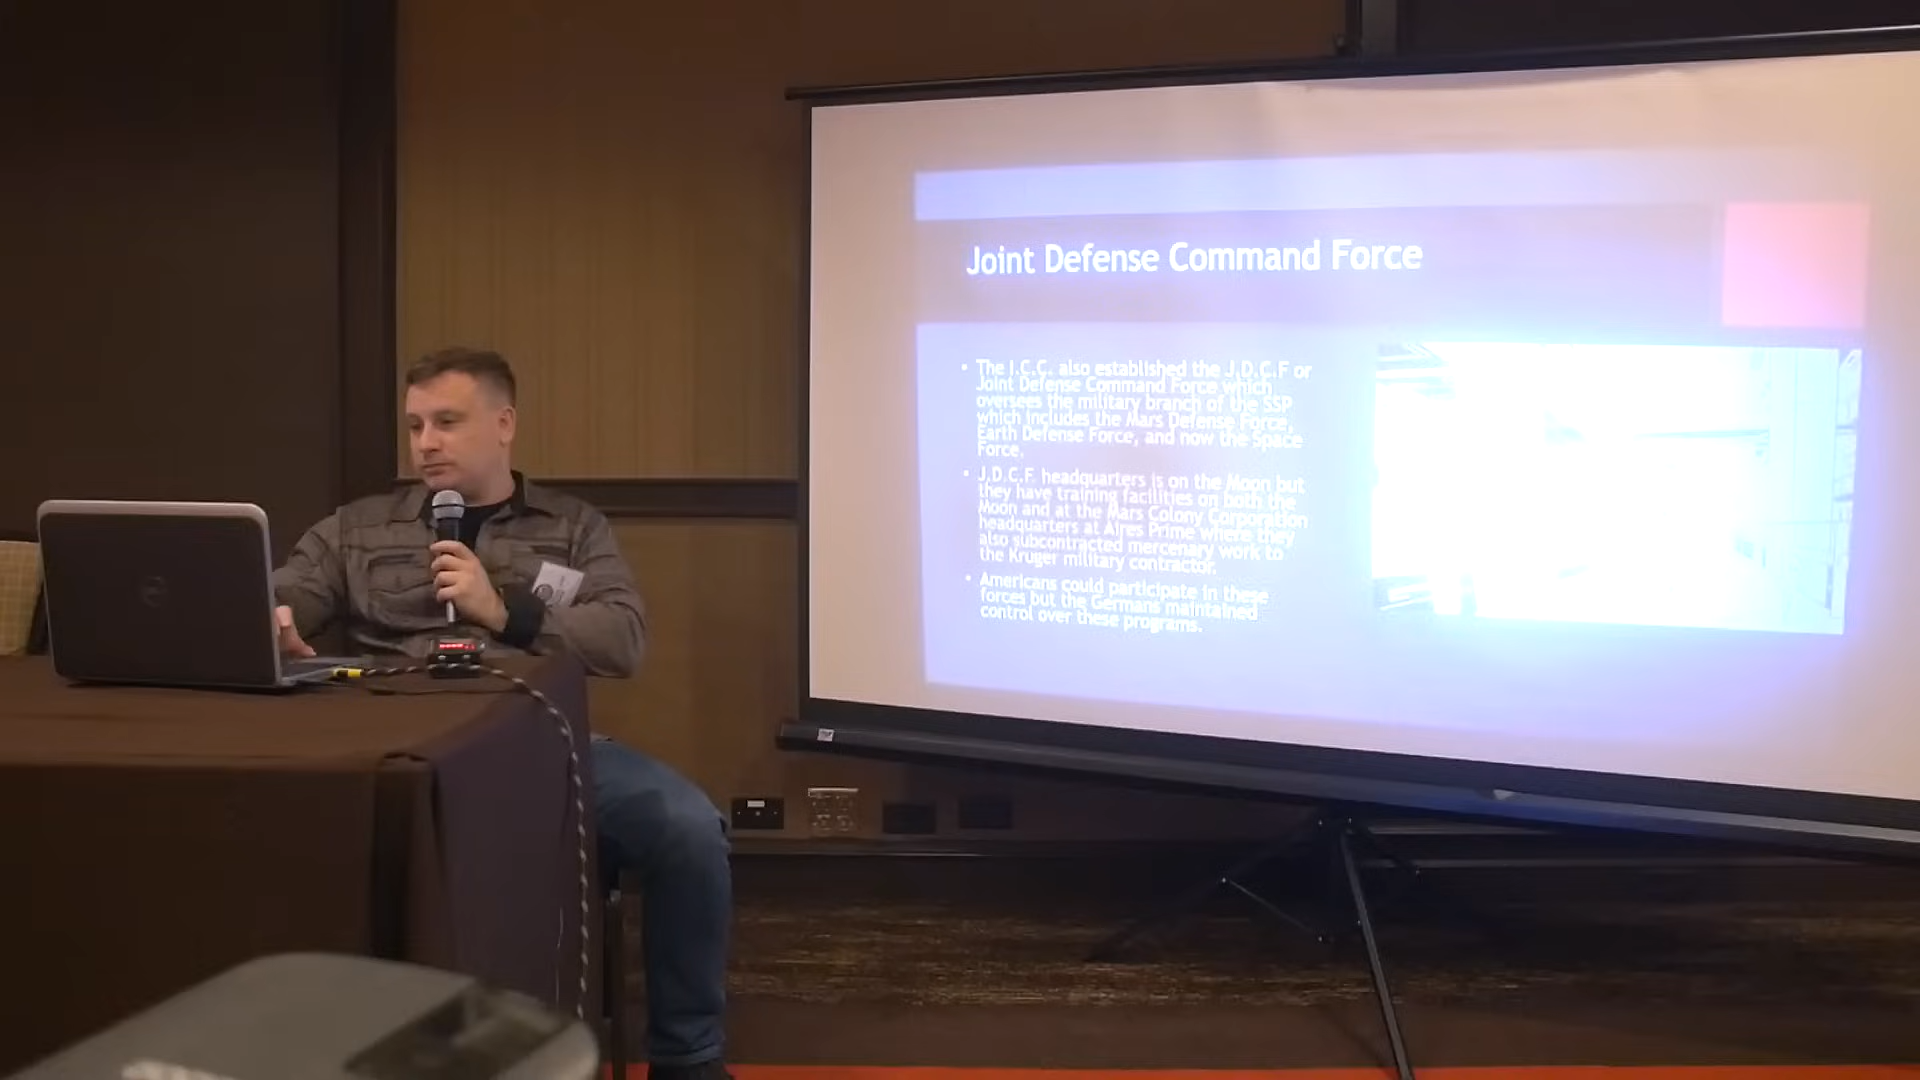 Joint Defense Command Force
• The I.C.C. also established the J.D.C.F or
Joint Defense Command Force which
oversees the military branch of the SSP
which includes the Mars Defense Force,
Earth Defense Force, and now the Space
Force.
• J.D.C.F. headquarters is on the Moon but
they have training facilities on both the
Moon and at the Mars Colony Corporation
headquarters at Aires Prime where they
also subcontracted mercenary work to
the Kruger military contractor.
• Americans could participate in these
forces but the Germans maintained
control over these programs.